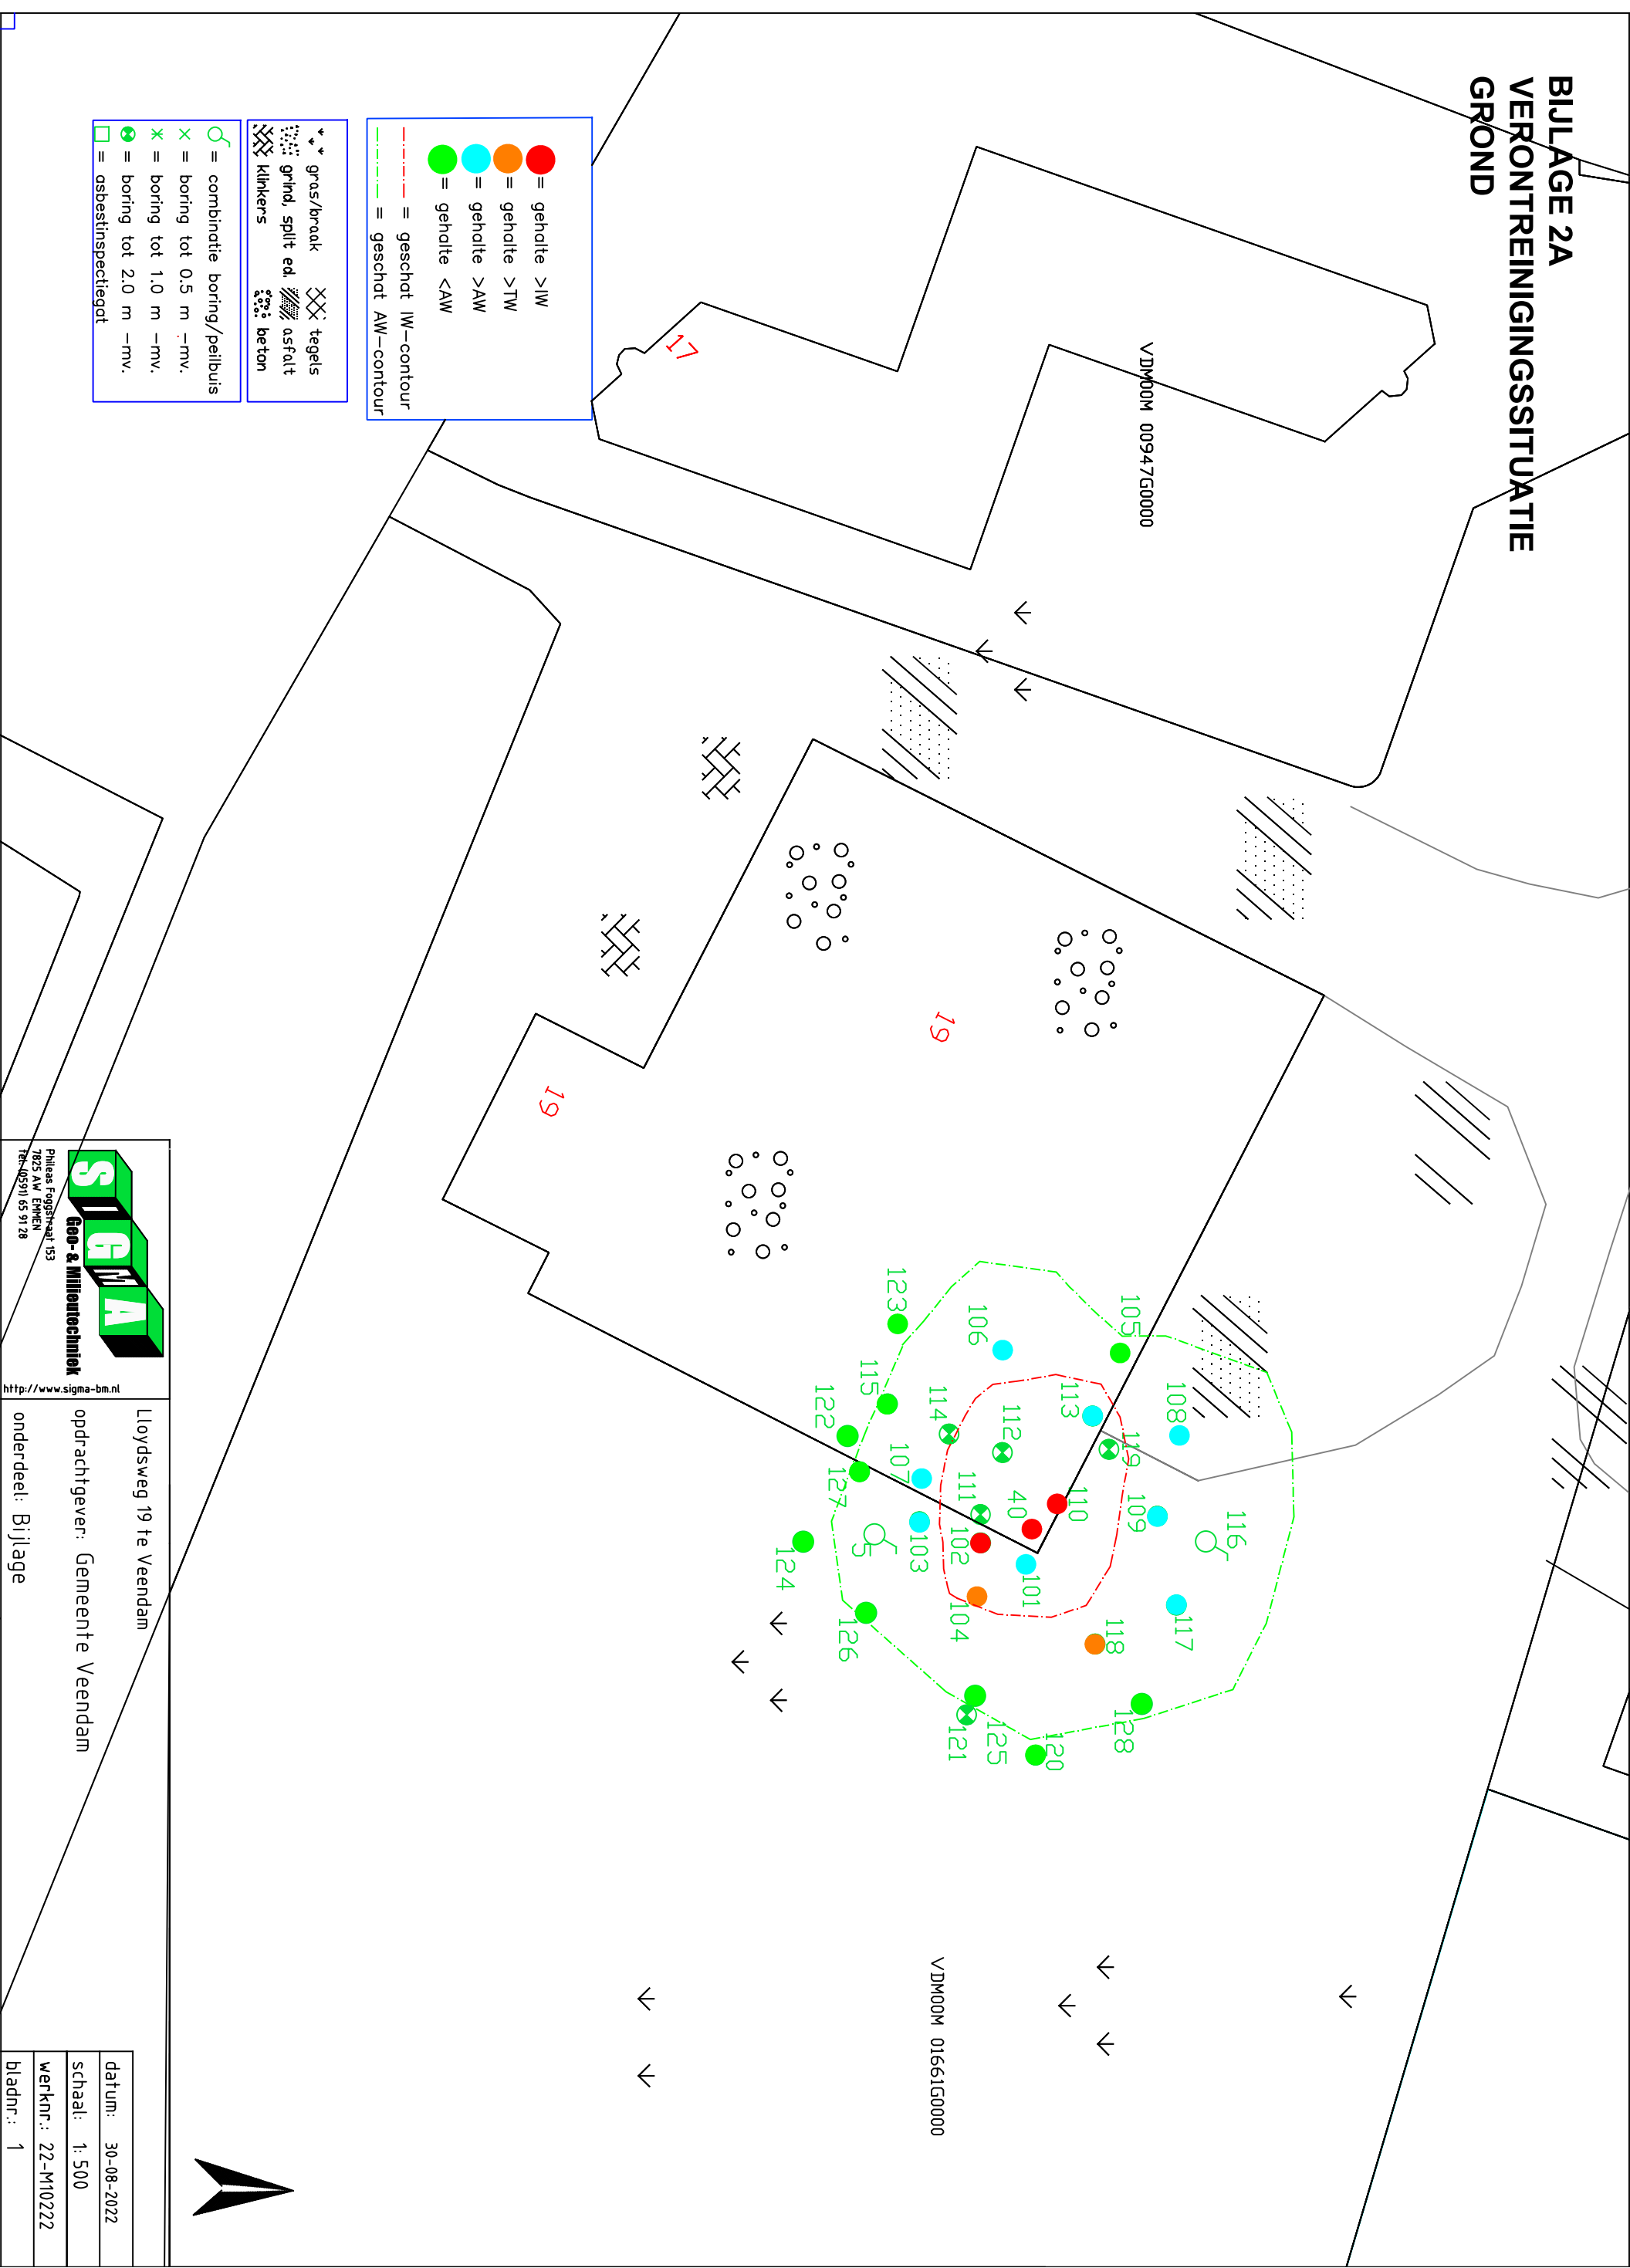 BIJLAGE 2A
VERONTREINIGINGSSITUATIE
GROND
VDM00M 00947G0000
17
= gehalte >IW
= gehalte >TW
= gehalte >AW
= gehalte <AW
= geschat IW-contour
= geschat AW-contour
gras/braak
tegels
grind, split ed.
asfalt
klinkers
beton
= combinatie boring/peilbuis
= boring tot 0.5 m -mv.
= boring tot 1.0 m -mv.
= boring tot 2.0 m -mv.
= asbestinspectiegat
19
19
123
106
105
115
122
114
112
113
108
119
107
127
111
40
110
109
116
102
103
5
124
101
104
126
118
117
121
125
120
128
VDM00M 01661G0000
SIGMA
Geo- & Milieutechniek
Phileas Foggstraat 153
7825 AW EMMEN
tel. (0591) 65 91 28
http://www.sigma-bm.nl
Lloydsweg 19 te Veendam
opdrachtgever: Gemeente Veendam
onderdeel: Bijlage
datum: 30-08-2022
schaal: 1: 500
werknr.: 22-M10222
bladnr.: 1